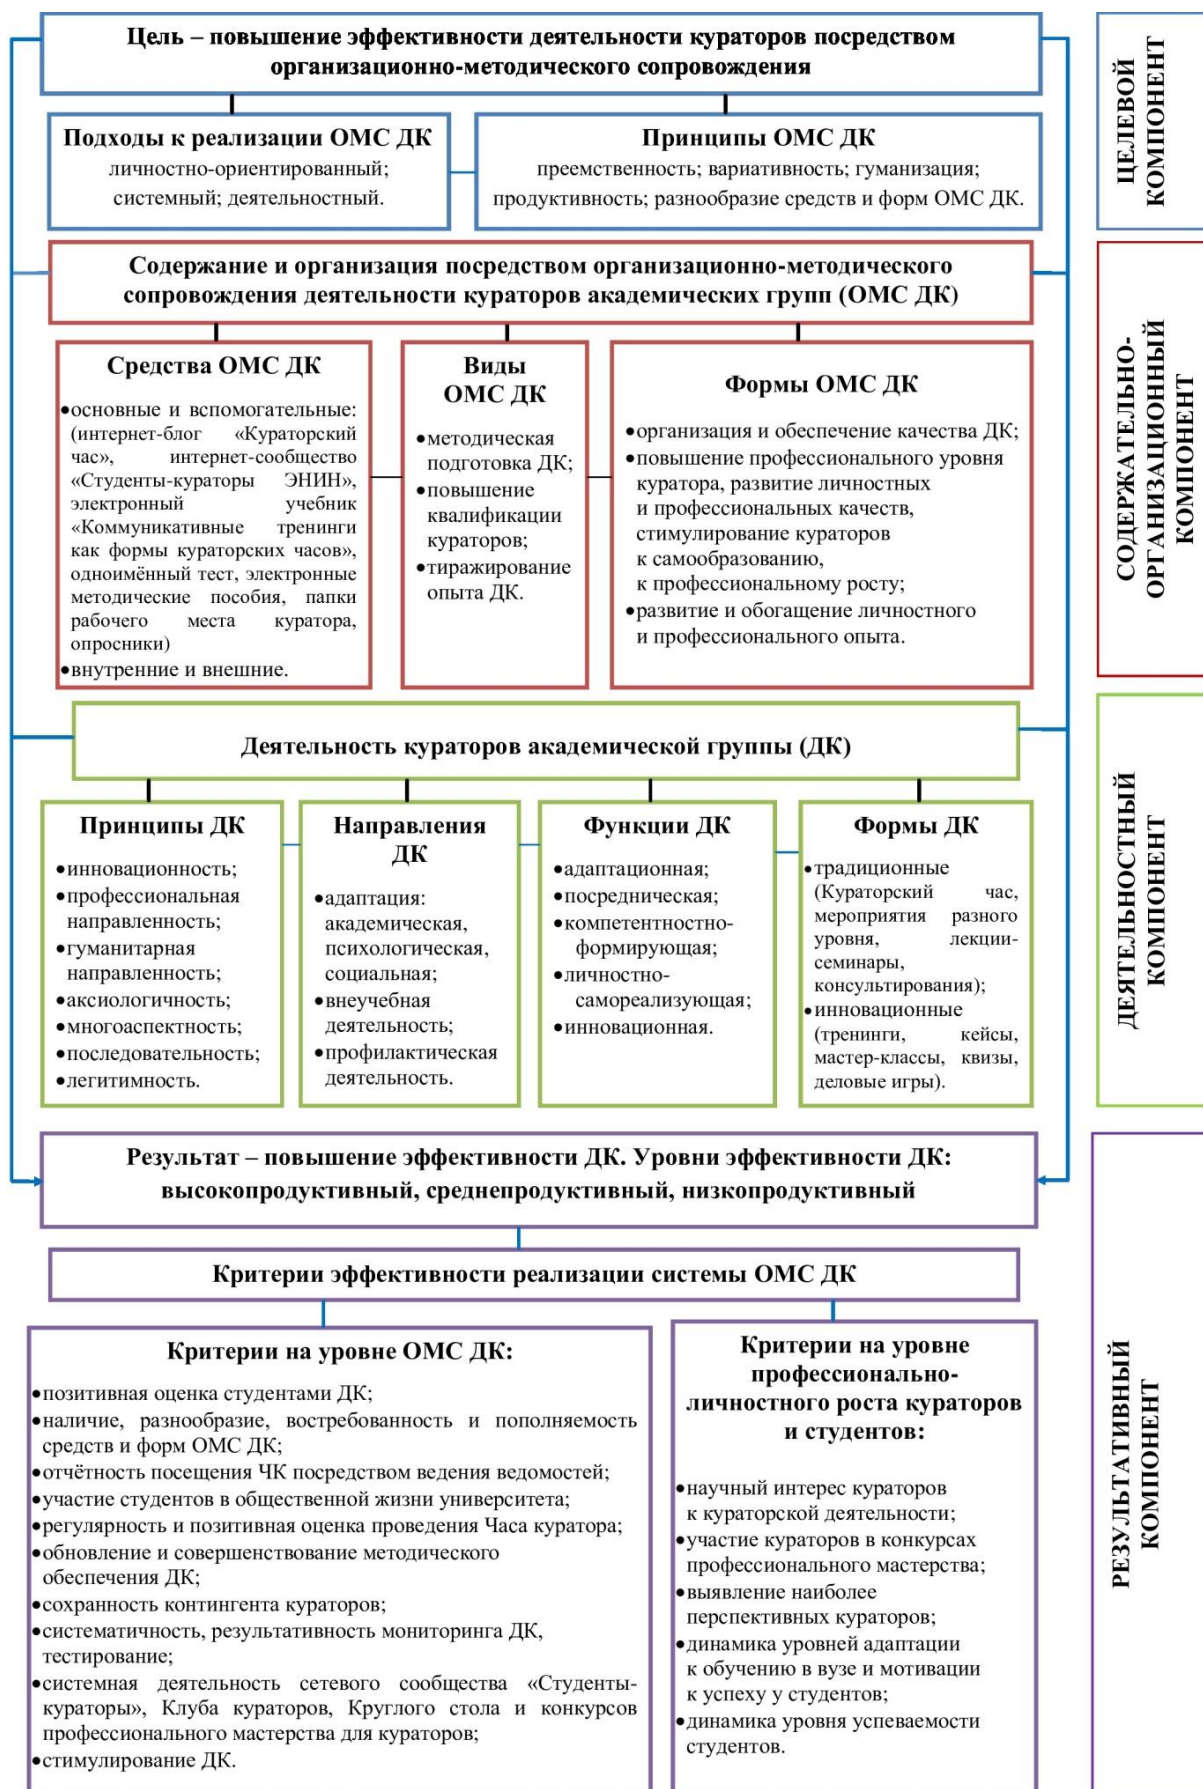 Цель – повышение эффективности деятельности кураторов посредством
организационно-методического сопровождения
ЦЕЛЕВОЙ
КОМПОНЕНТ
Подходы к реализации ОМС ДК
личностно-ориентированный;
системный; деятельностный.
Принципы ОМС ДК
преемственность; вариативность; гуманизация;
продуктивность; разнообразие средств и форм ОМС ДК.
Содержание и организация посредством организационно-методического
сопровождения деятельности кураторов академических групп (ОМС ДК)
СОДЕРЖАТЕЛЬНО-
ОРГАНИЗАЦИОННЫЙ
КОМПОНЕНТ
Средства ОМС ДК
•основные и вспомогательные:
(интернет-блог «Кураторский
час», интернет-сообщество
«Студенты-кураторы ЭНИН»,
электронный учебник
«Коммуникативные тренинги
как формы кураторских часов»,
одноимённый тест, электронные
методические пособия, папки
рабочего места куратора,
опросники)
•внутренние и внешние.
Виды
ОМС ДК
•методическая
подготовка ДК;
•повышение
квалификации
кураторов;
•тиражирование
опыта ДК.
Формы ОМС ДК
•организация и обеспечение качества ДК;
•повышение профессионального уровня
куратора, развитие личностных
и профессиональных качеств,
стимулирование кураторов
к самообразованию,
к профессиональному росту;
•развитие и обогащение личностного
и профессионального опыта.
Деятельность кураторов академической группы (ДК)
ДЕЯТЕЛЬНОСТНЫЙ
КОМПОНЕНТ
Принципы ДК
•инновационность;
•профессиональная
направленность;
•гуманитарная
направленность;
•аксиологичность;
•многоаспектность;
•последовательность;
•легитимность.
Направления
ДК
•адаптация:
академическая,
психологическая,
социальная;
•внеучебная
деятельность;
•профилактическая
деятельность.
Функции ДК
•адаптационная;
•посредническая;
•компетентностно-
формирующая;
•личностно-
самореализующая;
•инновационная.
Формы ДК
•традиционные
(Кураторский час,
мероприятия разного
уровня, лекции-
семинары,
консультирования);
•инновационные
(тренинги, кейсы,
мастер-классы, квизы,
деловые игры).
Результат – повышение эффективности ДК. Уровни эффективности ДК:
высокопродуктивный, среднепродуктивный, низкопродуктивный
РЕЗУЛЬТАТИВНЫЙ
КОМПОНЕНТ
Критерии эффективности реализации системы ОМС ДК
Критерии на уровне ОМС ДК:
•позитивная оценка студентами ДК;
•наличие, разнообразие, востребованность и пополняемость
средств и форм ОМС ДК;
•отчётность посещения ЧК посредством ведения ведомостей;
•участие студентов в общественной жизни университета;
•регулярность и позитивная оценка проведения Часа куратора;
•обновление и совершенствование методического
обеспечения ДК;
•сохранность контингента кураторов;
•систематичность, результативность мониторинга ДК,
тестирование;
•системная деятельность сетевого сообщества «Студенты-
кураторы», Клуба кураторов, Круглого стола и конкурсов
профессионального мастерства для кураторов;
•стимулирование ДК.
Критерии на уровне
профессионально-
личностного роста кураторов
и студентов:
•научный интерес кураторов
к кураторской деятельности;
•участие кураторов в конкурсах
профессионального мастерства;
•выявление наиболее
перспективных кураторов;
•динамика уровней адаптации
к обучению в вузе и мотивации
к успеху у студентов;
•динамика уровня успеваемости
студентов.